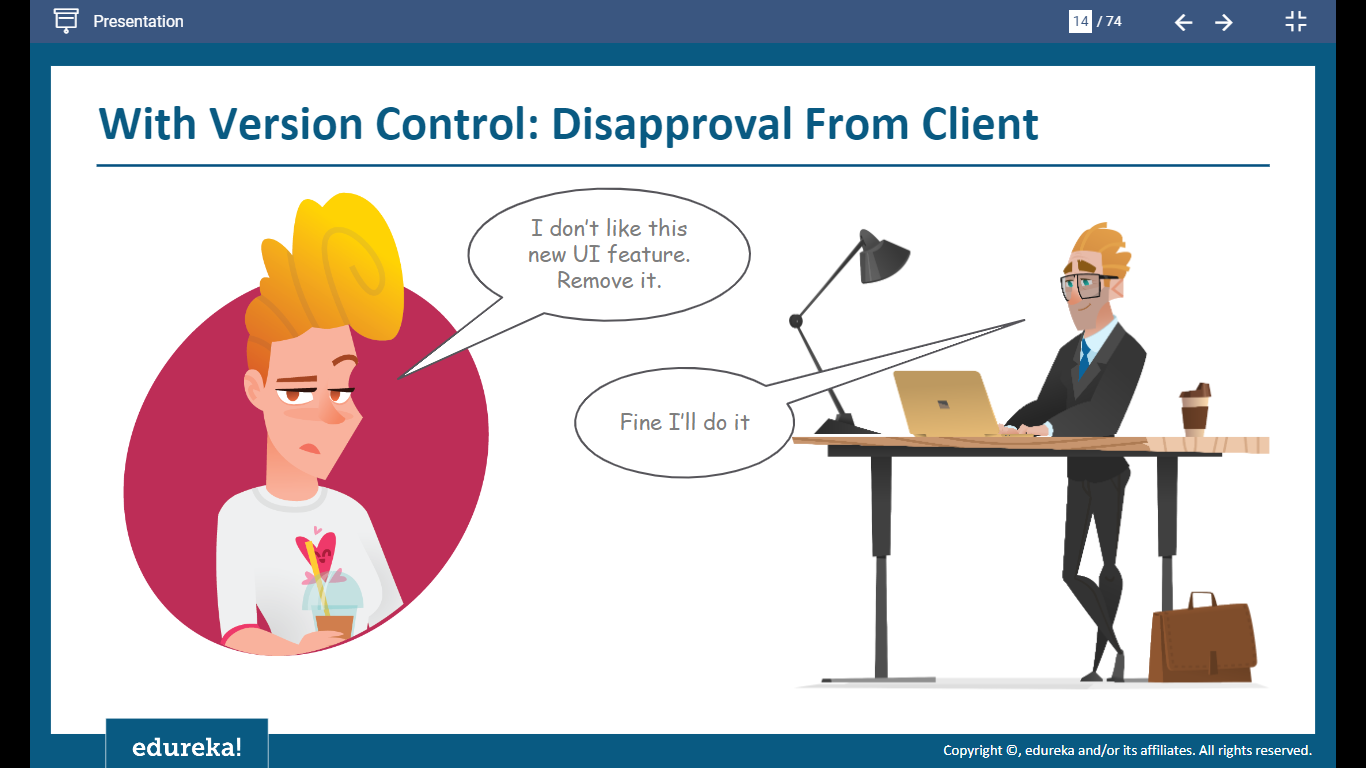 Presentation
14 / 74
With Version Control: Disapproval From Client
I don't like this
new UI feature.
Remove it.
Fine I'll do it
edureka!
Copyright ©, edureka and/or its affiliates. All rights reserved.